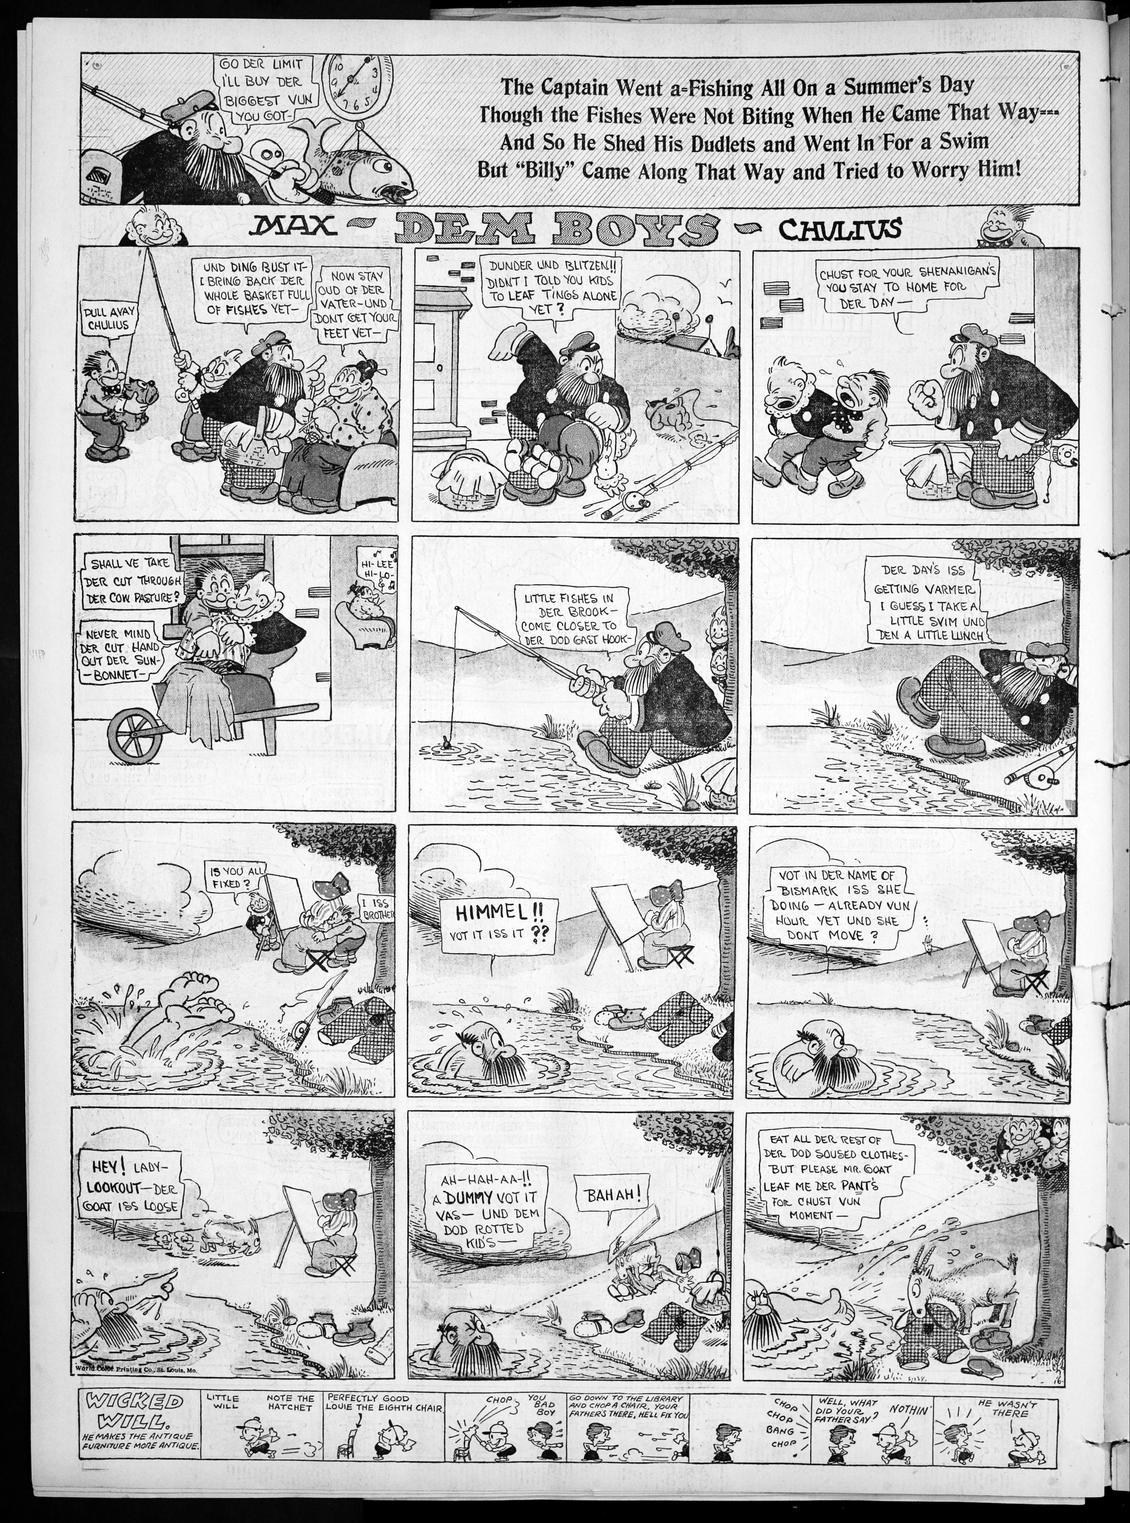 GO DER LIMIT
I'LL BUY DER
BIGGEST VUN
YOU GOT-
The Captain Went a=Fishing All On a Summer's Day
Though the Fishes Were Not Biting When He Came That Way---
And So He Shed His Dudlets and Went In For a Swim
But "Billy" Came Along That Way and Tried to Worry Him!
MAX - DEM BOYS - CHULIUS
PULL AVAY
CHULIUS
UND DING BUST IT-
I BRING BACK DER
WHOLE BASKET FULL
OF FISHES YET-
NOW STAY
OUD OF DER
VATER-UND
DON'T GET YOUR
FEET VET-
DUNDER UND BLITZEN!!
DIDN'T I TOLD YOU KIDS
TO LEAF TINGS ALONE
YET?
CHUST FOR YOUR SHENANIGAN'S
YOU STAY TO HOME FOR
DER DAY-
SHALL VE TAKE
DER CUT THROUGH
DER COW PASTURE?
NEVER MIND
DER CUT. HAND
OUT DER SUN-
-BONNET-
HI-LEE
HI-LO-
LITTLE FISHES IN
DER BROOK-
COME CLOSER TO
DER DOD GAST HOOK-
DER DAY'S ISS
GETTING VARMER
I GUESS I TAKE A
LITTLE SVIM UND
DEN A LITTLE LUNCH
IS YOU ALL
FIXED?
I ISS
BROTHER
HIMMEL!!
VOT IT ISS IT ??
VOT IN DER NAME OF
BISMARK ISS SHE
DOING - ALREADY VUN
HOUR YET UND SHE
DON'T MOVE?
HEY! LADY-
LOOKOUT-DER
GOAT ISS LOOSE
World Color Printing Co., St. Louis, Mo.
AH-HAH-AA-!!
A DUMMY VOT IT
VAS- UND DEM
DOD ROTTED
KIDS-
BAHAH!
EAT ALL DER REST OF
DER DOD SOUSED CLOTHES-
BUT PLEASE MR. GOAT
LEAF ME DER PANT'S
FOR CHUST VUN
MOMENT-
WICKED
WILL.
HE MAKES THE ANTIQUE
FURNITURE MORE ANTIQUE.
LITTLE
WILL
NOTE THE
HATCHET
PERFECTLY GOOD
LOUIE THE EIGHTH CHAIR
CHOP
YOU
BAD
BOY
GO DOWN TO THE LIBRARY
AND CHOP A CHAIR. YOUR
FATHER'S THERE, HE'LL FIX YOU
CHOP
CHOP
BANG
CHOP
WELL, WHAT
DID YOUR
FATHER SAY?
NOTHIN'
HE WASN'T
THERE